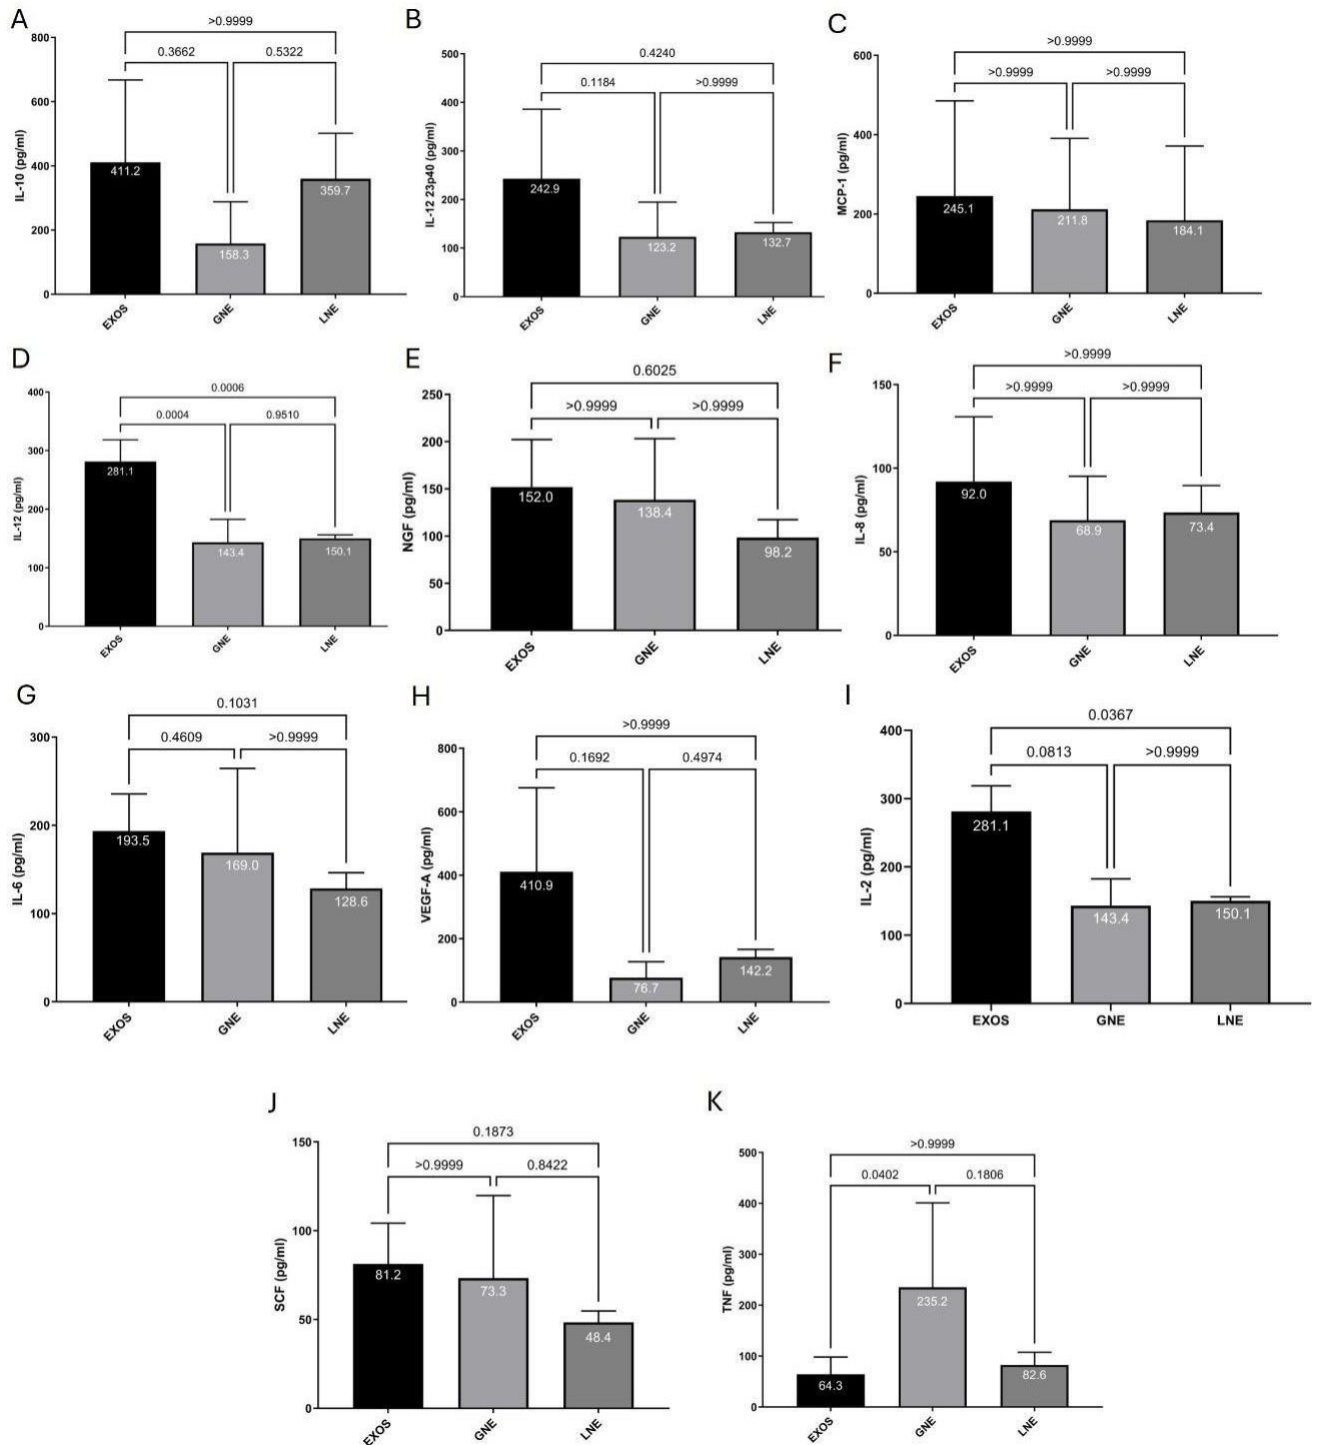 A
>0.9999
0.3662
0.5322
800
600
400
200
0
IL-10 (pg/ml)
411.2
158.3
359.7
EXOS
GNE
LNE
B
0.4240
0.1184
>0.9999
500
400
300
200
100
0
IL-12 23p40 (pg/ml)
242.9
123.2
132.7
EXOS
GNE
LNE
C
>0.9999
>0.9999
>0.9999
600
400
200
0
MCP-1 (pg/ml)
245.1
211.8
184.1
EXOS
GNE
LNE
D
0.0006
0.0004
0.9510
400
300
200
100
0
IL-12 (pg/ml)
281.1
143.4
150.1
EXOS
GNE
LNE
E
0.6025
>0.9999
>0.9999
250
200
150
100
50
0
NGF (pg/ml)
152.0
138.4
98.2
EXOS
GNE
LNE
F
>0.9999
>0.9999
>0.9999
150
100
50
0
IL-8 (pg/ml)
92.0
68.9
73.4
EXOS
GNE
LNE
G
0.1031
0.4609
>0.9999
300
200
100
0
IL-6 (pg/ml)
193.5
169.0
128.6
EXOS
GNE
LNE
H
>0.9999
0.1692
0.4974
800
600
400
200
0
VEGF-A (pg/ml)
410.9
76.7
142.2
EXOS
GNE
LNE
I
0.0367
0.0813
>0.9999
400
300
200
100
0
IL-2 (pg/ml)
281.1
143.4
150.1
EXOS
GNE
LNE
J
0.1873
>0.9999
0.8422
150
100
50
0
SCF (pg/ml)
81.2
73.3
48.4
EXOS
GNE
LNE
K
>0.9999
0.0402
0.1806
500
400
300
200
100
0
TNF (pg/ml)
64.3
235.2
82.6
EXOS
GNE
LNE